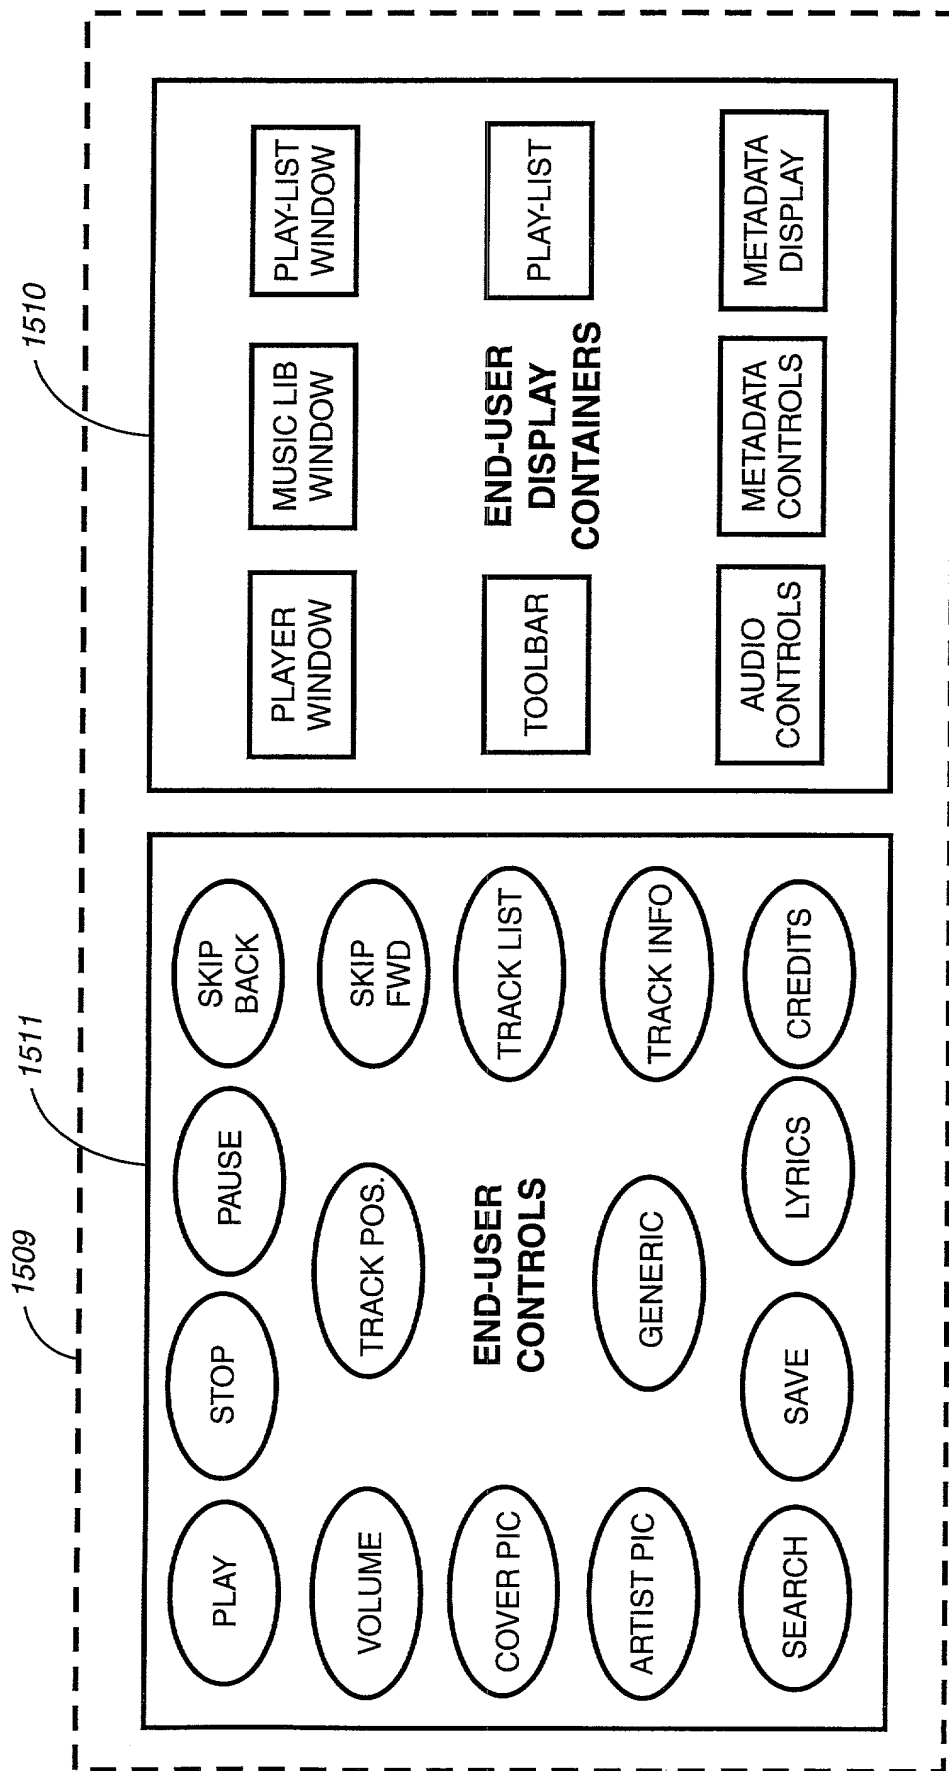 1509
1511
1510
PLAY
STOP
PAUSE
SKIP
BACK
VOLUME
TRACK POS.
SKIP
FWD
COVER PIC
END-USER
CONTROLS
TRACK LIST
ARTIST PIC
GENERIC
TRACK INFO
SEARCH
SAVE
LYRICS
CREDITS
PLAYER
WINDOW
MUSIC LIB
WINDOW
PLAY-LIST
WINDOW
TOOLBAR
END-USER
DISPLAY
CONTAINERS
PLAY-LIST
AUDIO
CONTROLS
METADATA
CONTROLS
METADATA
DISPLAY